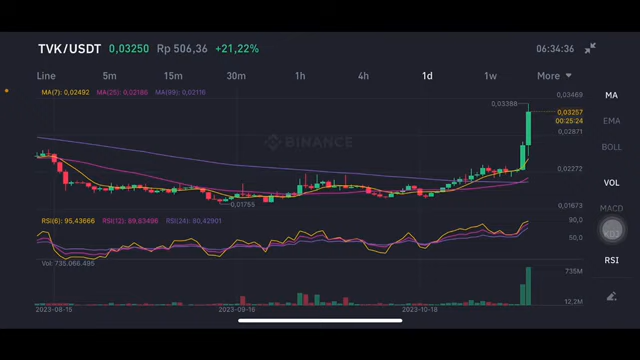 TVK/USDT 0,03250 Rp 506,36 +21,22% 06:34:36
Line 5m 15m 30m 1h 4h 1d 1w More
MA(7): 0,02492 MA(25): 0,02186 MA(99): 0,02116
0,03469
0,03388
0,03257
00:25:24
0,02871
BINANCE
0,02272
0,01765
0,01673
RSI(6): 95,43666 RSI(12): 89,63496 RSI(24): 80,42901
90,0
50,0
Vol: 735.066.495
735M
12,2M
2023-08-15 2023-09-16 2023-10-18
MA
EMA
BOLL
VOL
MACD
KDJ
RSI